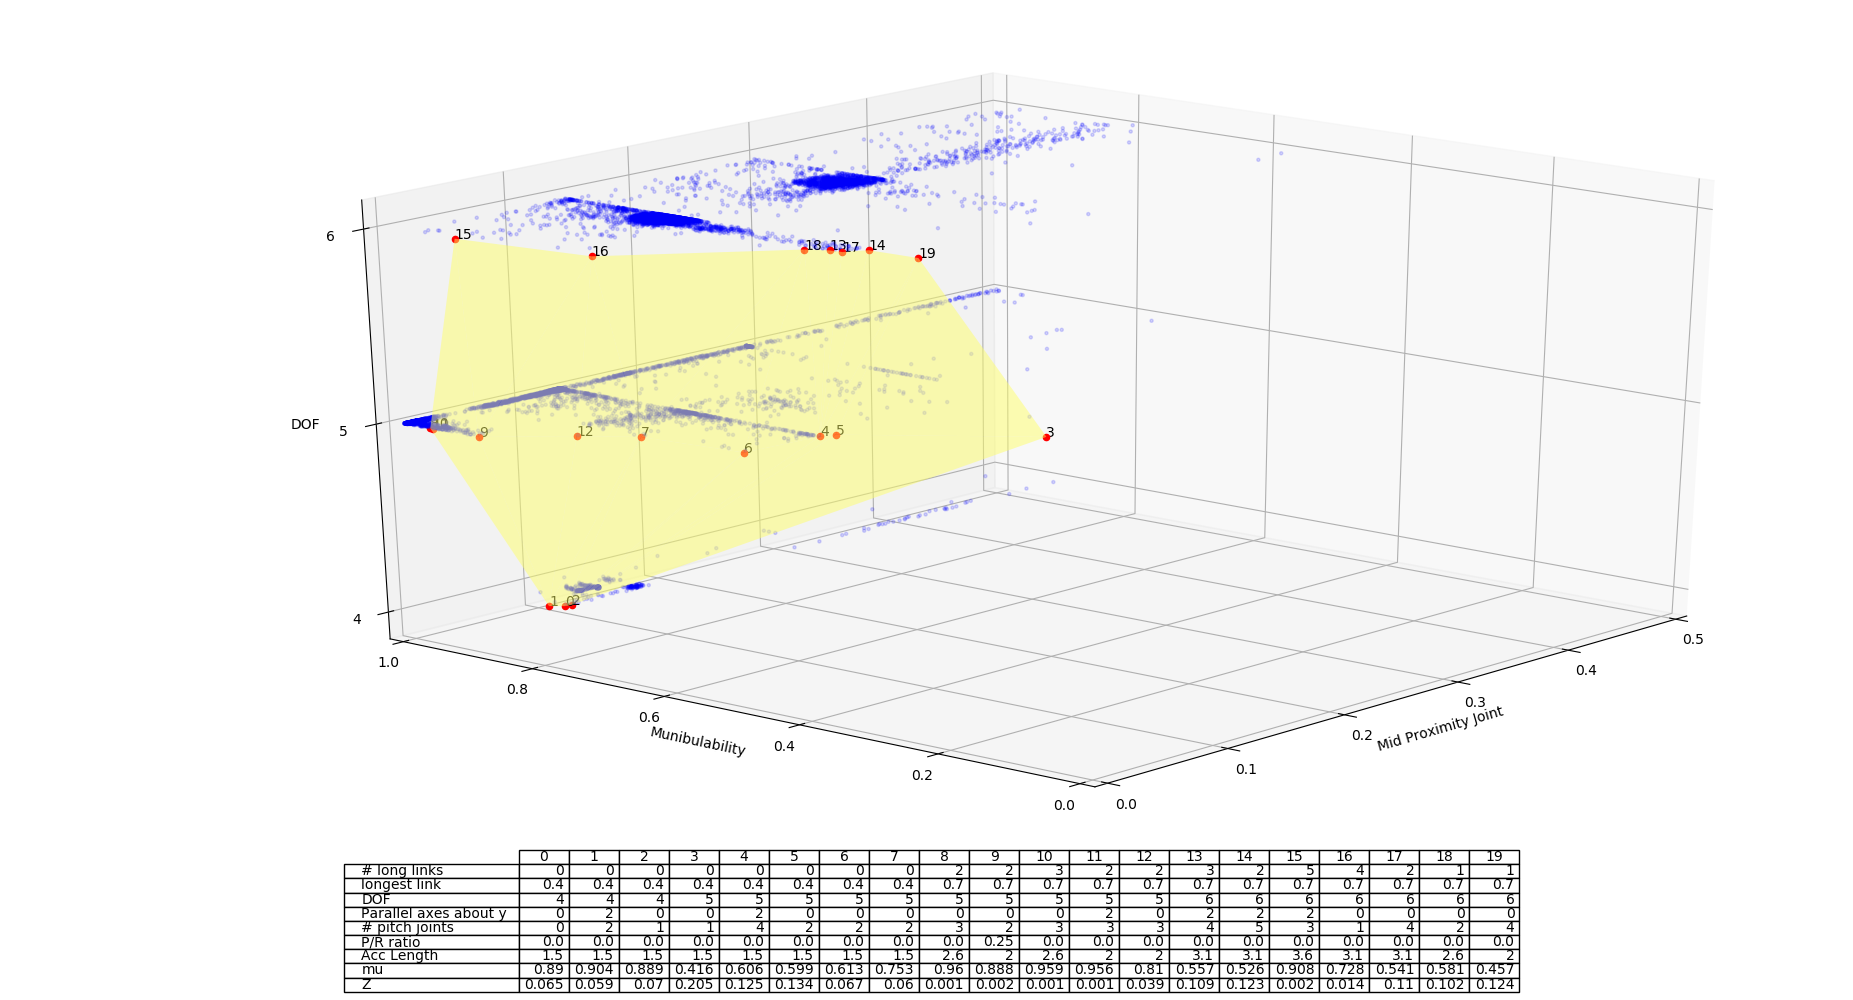 15
16
18 13 17 14
19
6
DOF
5
10
9
12
7
6
4
5
3
1 0 2
4
1.0
0.8
0.6
0.4
0.2
0.0
Munibulability
0.0
0.1
0.2
0.3
0.4
0.5
Mid Proximity Joint
0 1 2 3 4 5 6 7 8 9 10 11 12 13 14 15 16 17 18 19
# long links 0 0 0 0 0 0 0 0 2 2 3 2 2 3 2 5 4 2 1 1
longest link 0.4 0.4 0.4 0.4 0.4 0.4 0.4 0.4 0.7 0.7 0.7 0.7 0.7 0.7 0.7 0.7 0.7 0.7 0.7 0.7
DOF 4 4 4 5 5 5 5 5 5 5 5 5 5 6 6 6 6 6 6 6
Parallel axes about y 0 2 0 0 2 0 0 0 0 0 0 2 0 2 2 2 0 0 0 0
# pitch joints 0 2 1 1 4 2 2 2 3 2 3 3 3 4 5 3 1 4 2 4
P/R ratio 0.0 0.0 0.0 0.0 0.0 0.0 0.0 0.0 0.0 0.25 0.0 0.0 0.0 0.0 0.0 0.0 0.0 0.0 0.0 0.0
Acc Length 1.5 1.5 1.5 1.5 1.5 1.5 1.5 1.5 2.6 2 2.6 2 2 3.1 3.1 3.6 3.1 3.1 2.6 2
mu 0.89 0.904 0.889 0.416 0.606 0.599 0.613 0.753 0.96 0.888 0.959 0.956 0.81 0.557 0.526 0.908 0.728 0.541 0.581 0.457
Z 0.065 0.059 0.07 0.205 0.125 0.134 0.067 0.06 0.001 0.002 0.001 0.001 0.039 0.109 0.123 0.002 0.014 0.11 0.102 0.124